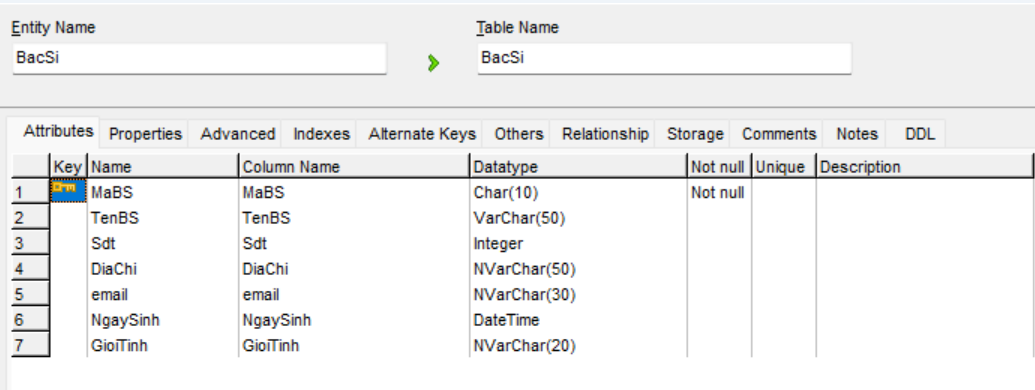 Entity Name Table Name
BacSi BacSi
Attributes Properties Advanced Indexes Alternate Keys Others Relationship Storage Comments Notes DDL
Key Name Column Name Datatype Not null Unique Description
1 MaBS MaBS Char(10) Not null
2 TenBS TenBS VarChar(50)
3 Sdt Sdt Integer
4 DiaChi DiaChi NVarChar(50)
5 email email NVarChar(30)
6 NgaySinh NgaySinh DateTime
7 GioiTinh GioiTinh NVarChar(20)